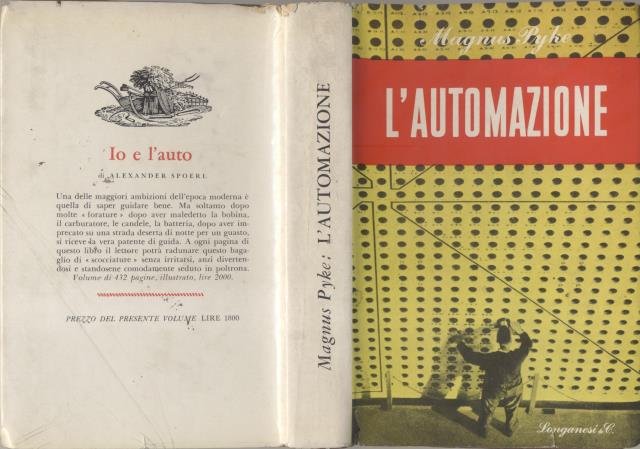 Io e l'auto
di ALEXANDER SPOERL
Una delle maggiori ambizioni dell'epoca moderna è
quella di saper guidare bene. Ma soltanto dopo
molte « forature » dopo aver maledetto la bobina,
il carburatore, le candele, la batteria, dopo aver im-
precato su una strada deserta di notte per un guasto,
si riceve la vera patente di guida. A ogni pagina di
questo libro il lettore potrà radunare questo baga-
glio di « scocciature » senza irritarsi, anzi diverten-
dosi e standosene comodamente seduto in poltrona.
Volume di 432 pagine, illustrato, lire 2000.
PREZZO DEL PRESENTE VOLUME LIRE 1800
Magnus Pyke: L'AUTOMAZIONE
Magnus Pyke
L'AUTOMAZIONE
Longanesi & C.